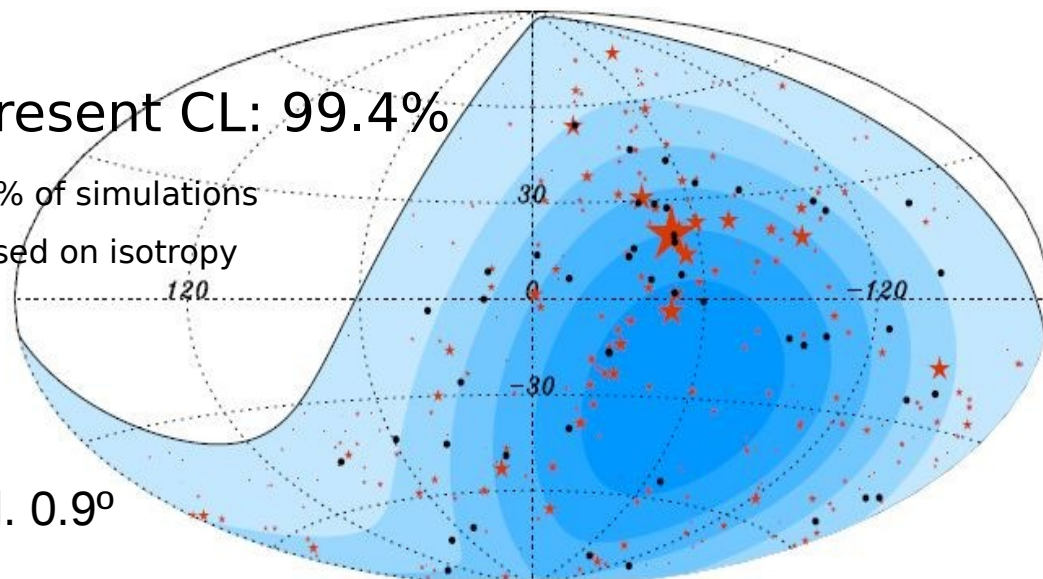 resent CL: 99.4%
% of simulations
30
sed on isotropy
120
0
-120
-30
. 0.9º